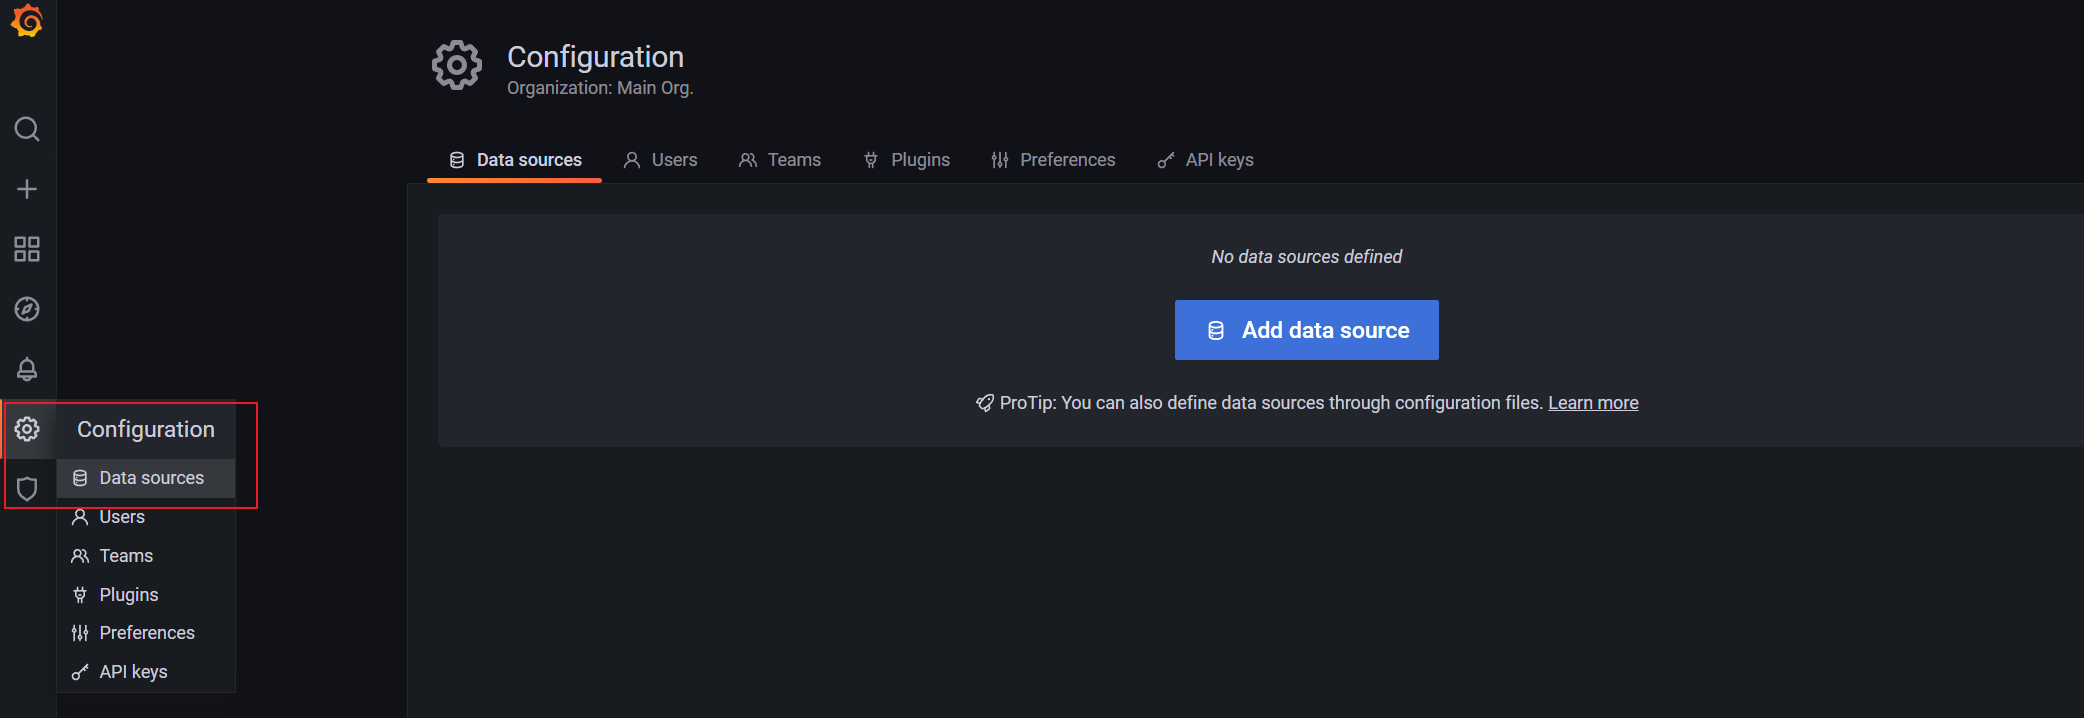 Configuration
Organization: Main Org.
Data sources Users Teams Plugins Preferences API keys
No data sources defined
Add data source
ProTip: You can also define data sources through configuration files. Learn more
Configuration
Data sources
Users
Teams
Plugins
Preferences
API keys